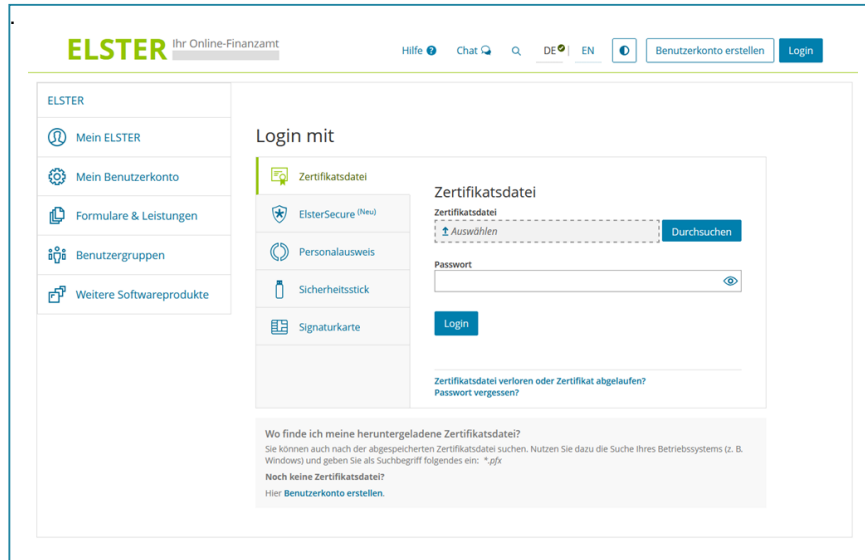 ELSTER Ihr Online-Finanzamt
Hilfe ? Chat DE | EN Benutzerkonto erstellen Login
ELSTER
Mein ELSTER
Mein Benutzerkonto
Formulare & Leistungen
Benutzergruppen
Weitere Softwareprodukte
Login mit
Zertifikatsdatei
ElsterSecure (Neu)
Personalausweis
Sicherheitsstick
Signaturkarte
Zertifikatsdatei
Zertifikatsdatei
Auswählen Durchsuchen
Passwort
Login
Zertifikatsdatei verloren oder Zertifikat abgelaufen?
Passwort vergessen?
Wo finde ich meine heruntergeladene Zertifikatsdatei?
Sie können auch nach der abgespeicherten Zertifikatsdatei suchen. Nutzen Sie dazu die Suche Ihres Betriebssystems (z. B.
Windows) und geben Sie als Suchbegriff folgendes ein: *.pfx
Noch keine Zertifikatsdatei?
Hier Benutzerkonto erstellen.